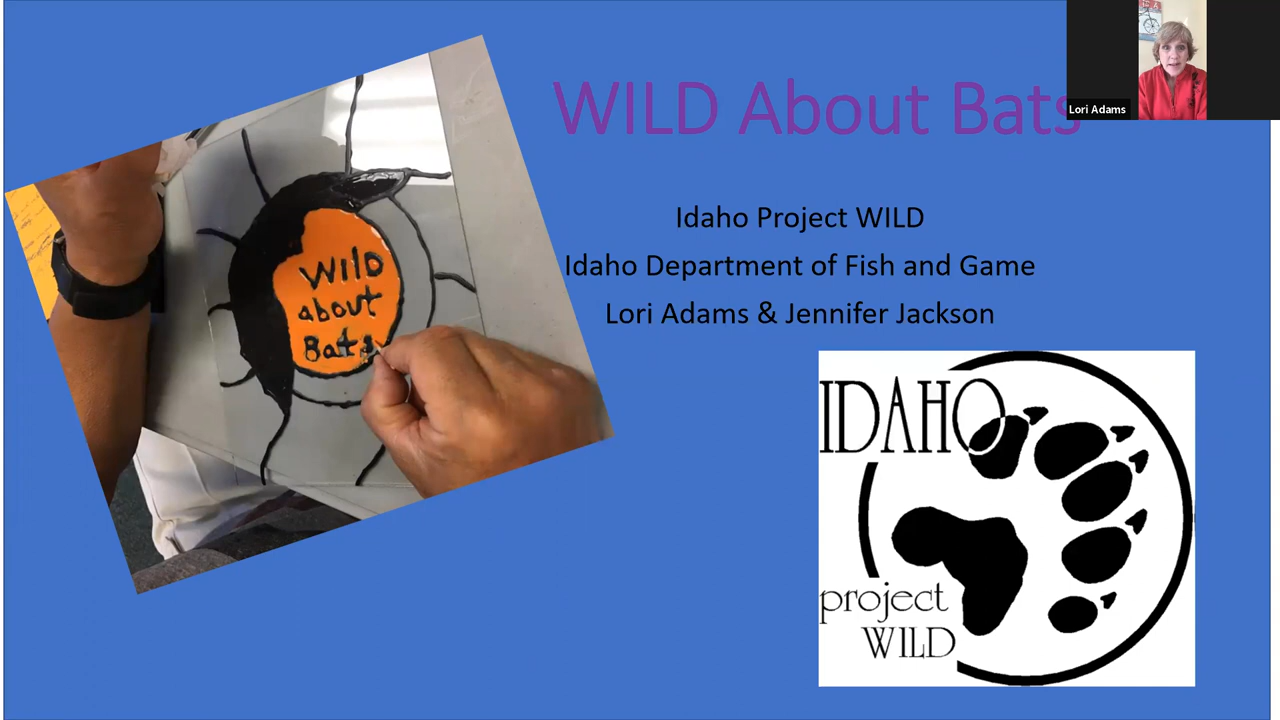 WILD About Bats
Lori Adams
Idaho Project WILD
Idaho Department of Fish and Game
Lori Adams & Jennifer Jackson
Wild
about
Bats
IDAHO
project
WILD